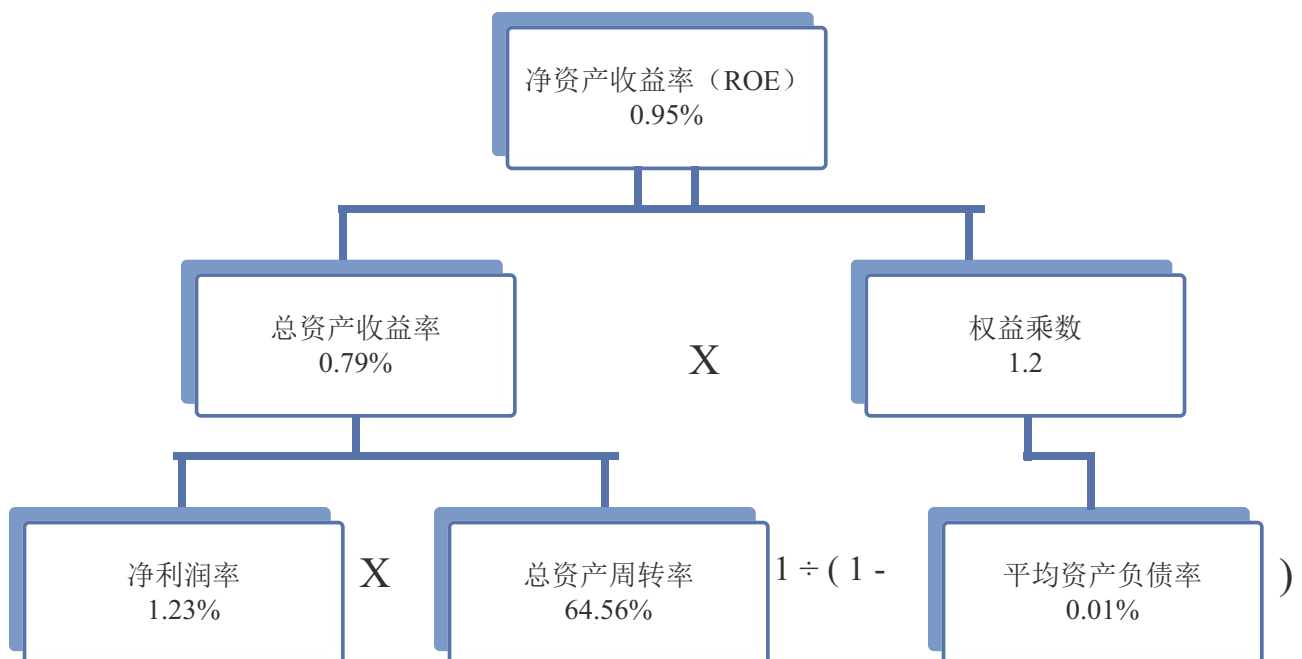 净资产收益率（ROE）
0.95%
总资产收益率
0.79%
X
权益乘数
1.2
净利润率
1.23%
X
总资产周转率
64.56%
1 ÷ ( 1 -
平均资产负债率
0.01%
)